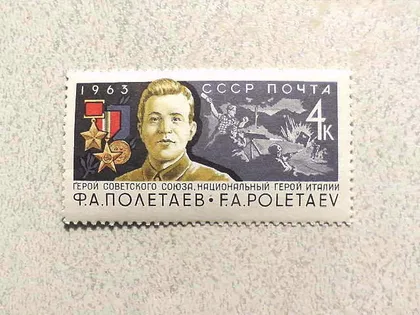 1963 СССР ПОЧТА
4К
ГЕРОЙ СОВЕТСКОГО СОЮЗА, НАЦИОНАЛЬНЫЙ ГЕРОЙ ИТАЛИИ
Ф.А.ПОЛЕТАЕВ • F.A.POLETAEV